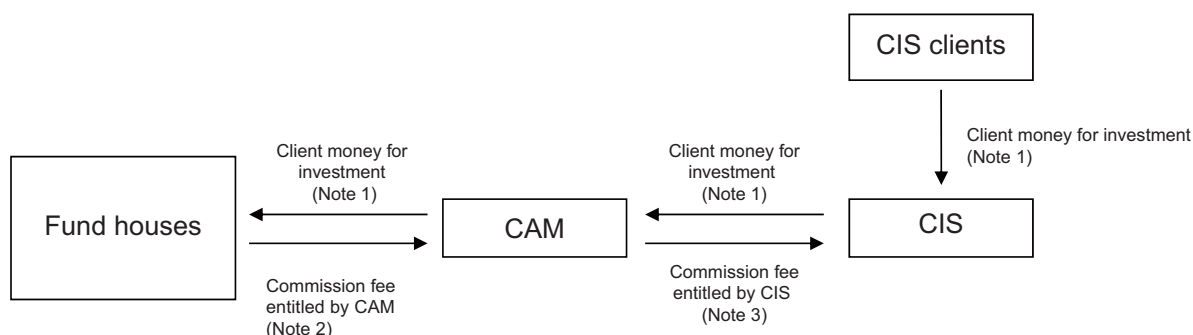 CIS clients
Client money for investment
(Note 1)
Client money for
investment
(Note 1)
Client money for
investment
(Note 1)
Fund houses
CAM
CIS
Commission fee
entitled by CAM
(Note 2)
Commission fee
entitled by CIS
(Note 3)